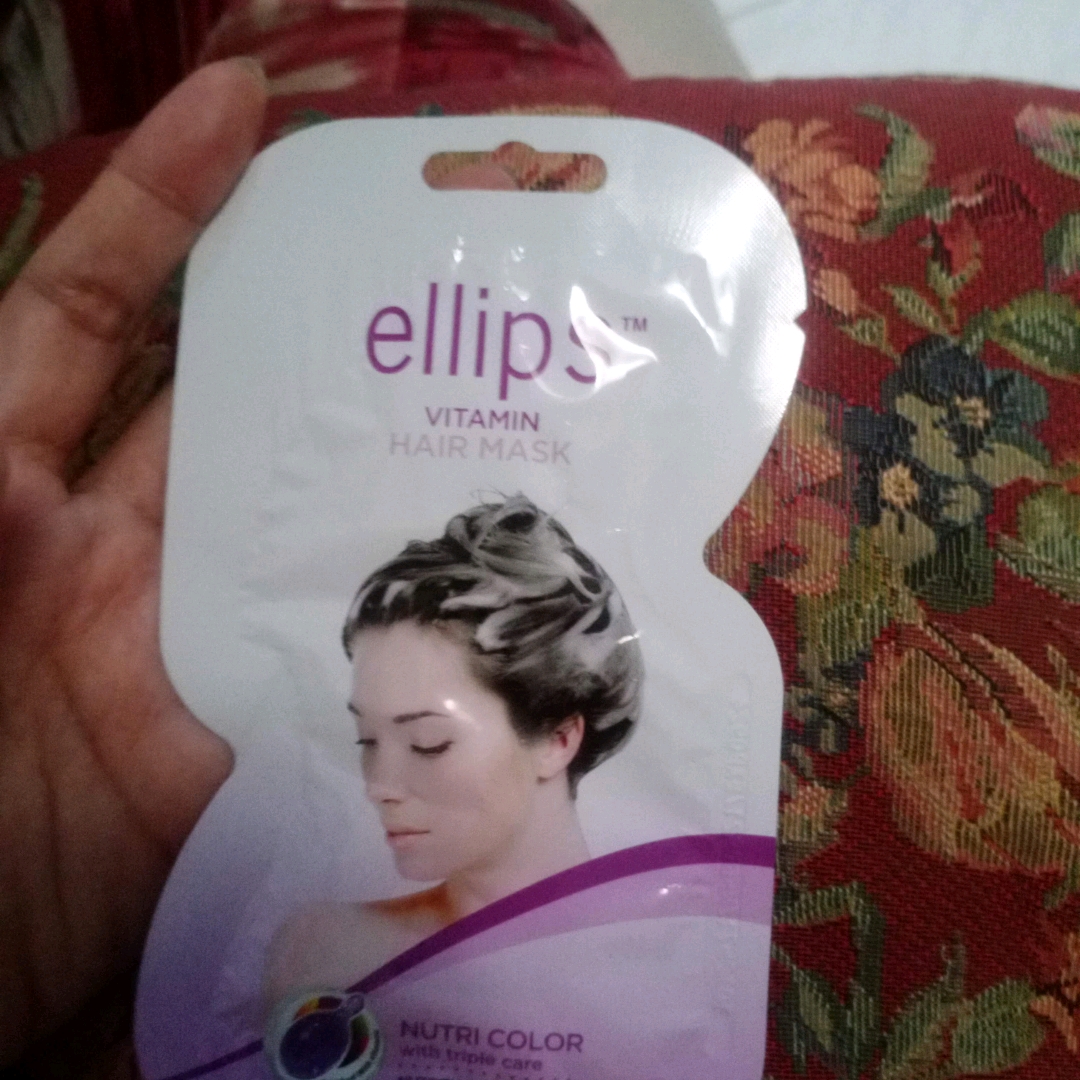 ellips™
VITAMIN
HAIR MASK
NUTRI COLOR
with triple care